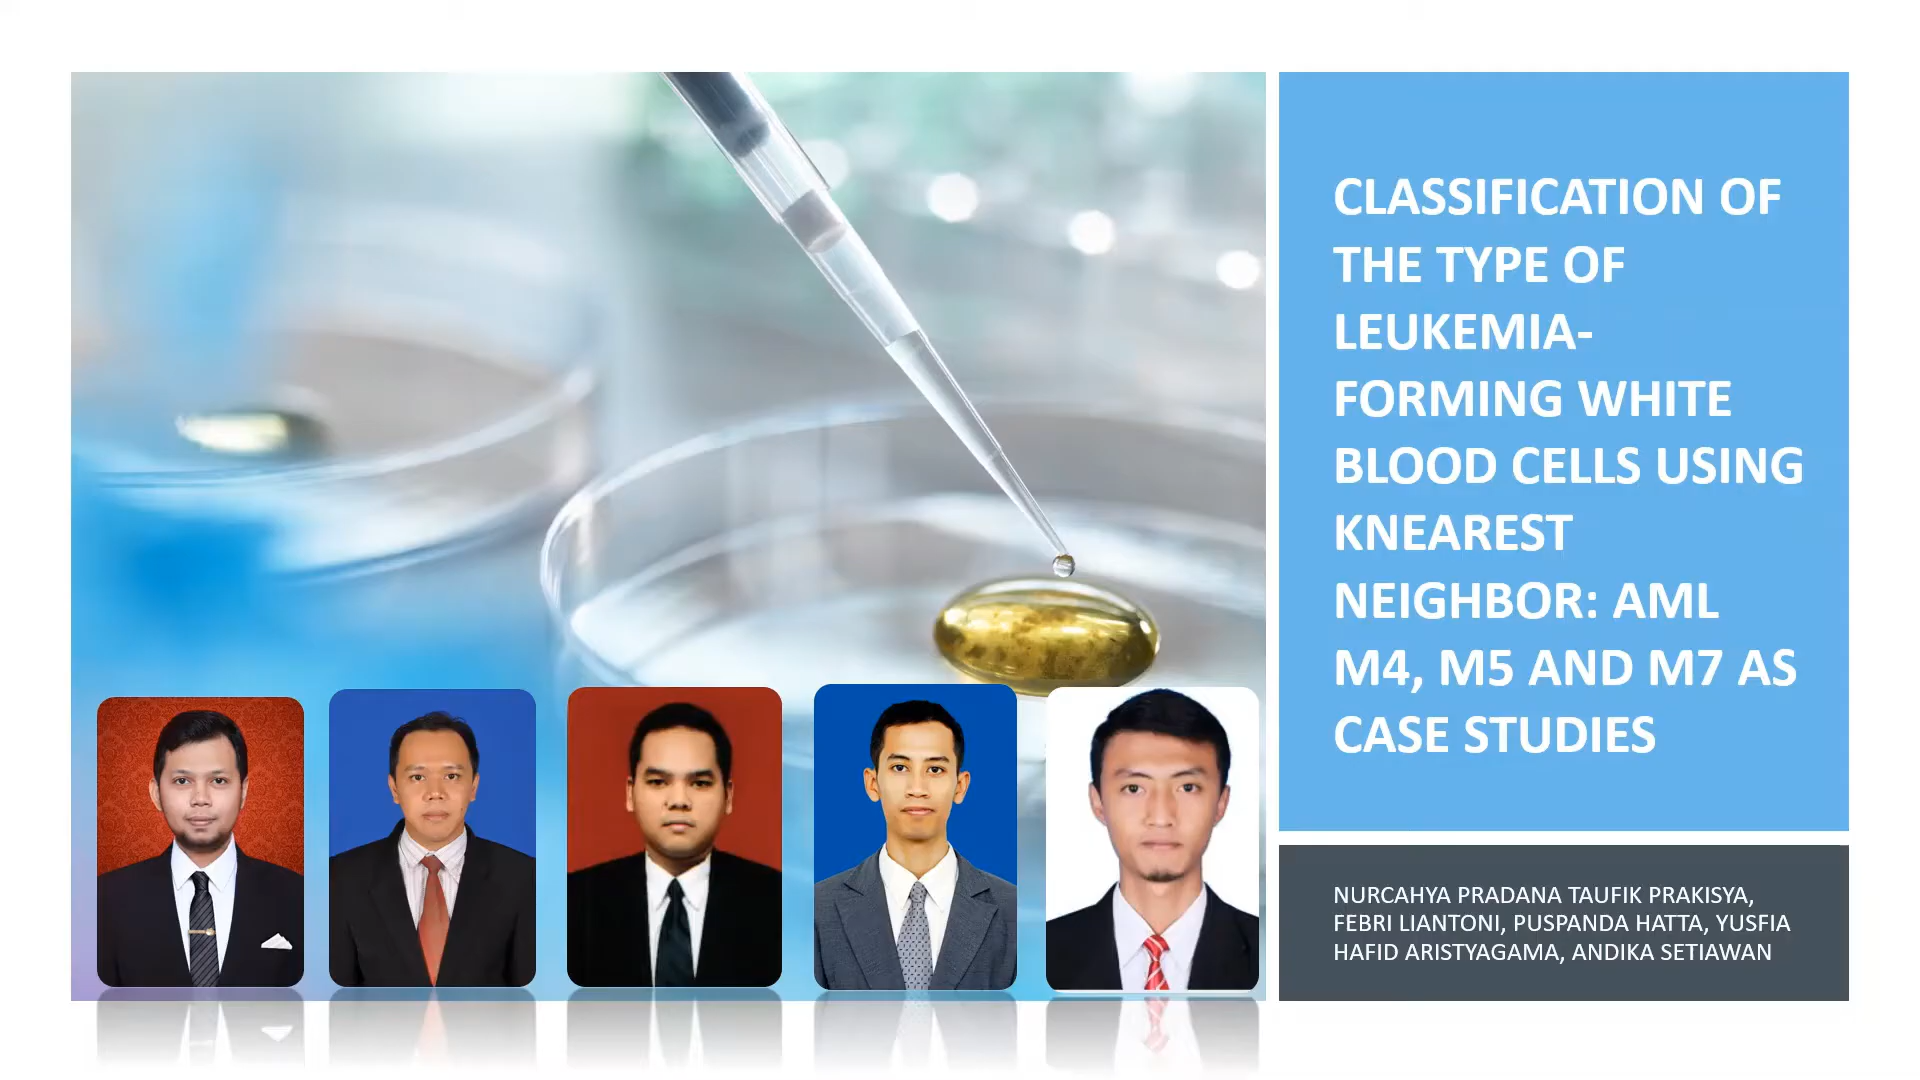 CLASSIFICATION OF
THE TYPE OF
LEUKEMIA-
FORMING WHITE
BLOOD CELLS USING
KNEAREST
NEIGHBOR: AML
M4, M5 AND M7 AS
CASE STUDIES
NURCAHYA PRADANA TAUFIK PRAKISYA,
FEBRI LIANTONI, PUSPANDA HATTA, YUSFIA
HAFID ARISTYAGAMA, ANDIKA SETIAWAN